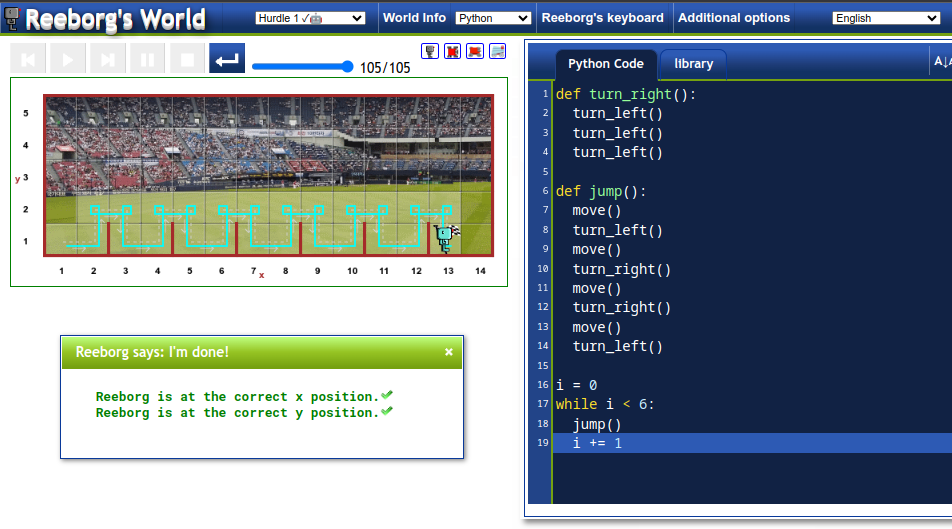 Reeborg's World
Hurdle 1 ✓🤖
World Info
Python
Reeborg's keyboard
Additional options
English
105/105
Python Code
library
5
4
y 3
2
1
1 2 3 4 5 6 7 x 8 9 10 11 12 13 14
Reeborg says: I'm done!
×
Reeborg is at the correct x position.✔
Reeborg is at the correct y position.✔
1 def turn_right():
2   turn_left()
3   turn_left()
4   turn_left()
5
6 def jump():
7   move()
8   turn_left()
9   move()
10   turn_right()
11   move()
12   turn_right()
13   move()
14   turn_left()
15
16 i = 0
17 while i < 6:
18   jump()
19   i += 1